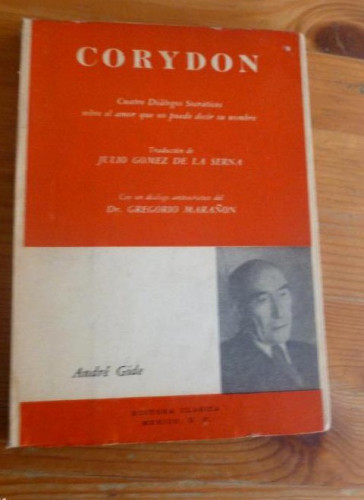 CORYDON
Cuatro Diálogos Socráticos
sobre el amor que no puede decir su nombre
Traducción de
JULIO GOMEZ DE LA SERNA
Con un diálogo antisocrático del
Dr. GREGORIO MARAÑON
André Gide
EDITORA CLASICA
MEXICO, D. F.